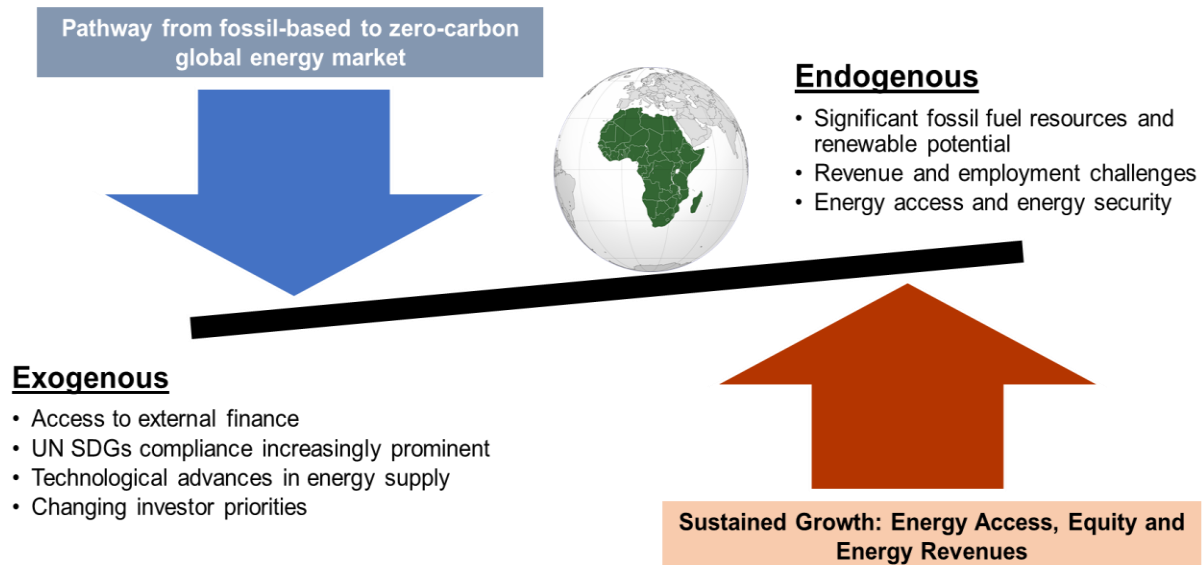 Pathway from fossil-based to zero-carbon
global energy market
Endogenous
• Significant fossil fuel resources and
renewable potential
• Revenue and employment challenges
• Energy access and energy security
Exogenous
• Access to external finance
• UN SDGs compliance increasingly prominent
• Technological advances in energy supply
• Changing investor priorities
Sustained Growth: Energy Access, Equity and
Energy Revenues